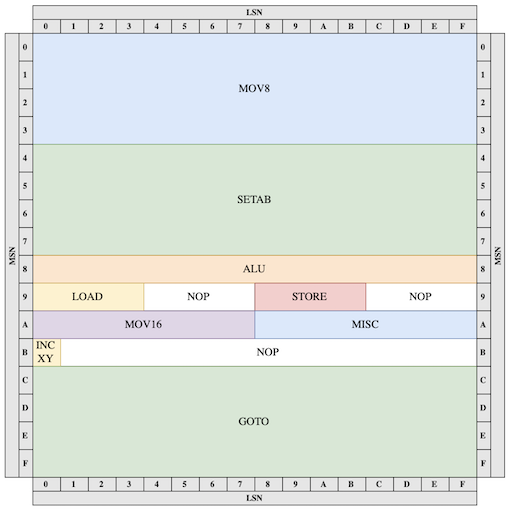 LSN
0 1 2 3 4 5 6 7 8 9 A B C D E F
MSN
MSN
0 MOV8 0
1 1
2 2
3 3
4 SETAB 4
5 5
6 6
7 7
8 ALU 8
9 LOAD NOP STORE NOP 9
A MOV16 MISC A
B INC XY NOP B
C GOTO C
D D
E E
F F
0 1 2 3 4 5 6 7 8 9 A B C D E F
LSN